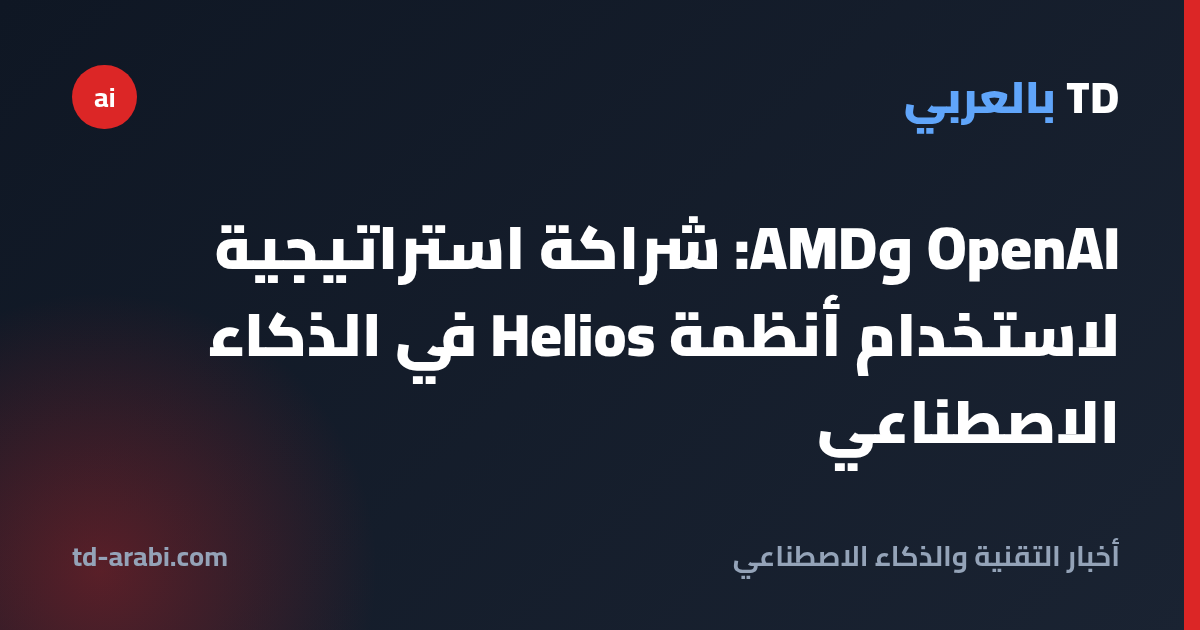 TD بالعربي
ai
OpenAI وAMD: شراكة استراتيجية
لاستخدام أنظمة Helios في الذكاء
الاصطناعي
أخبار التقنية والذكاء الاصطناعي
td-arabi.com